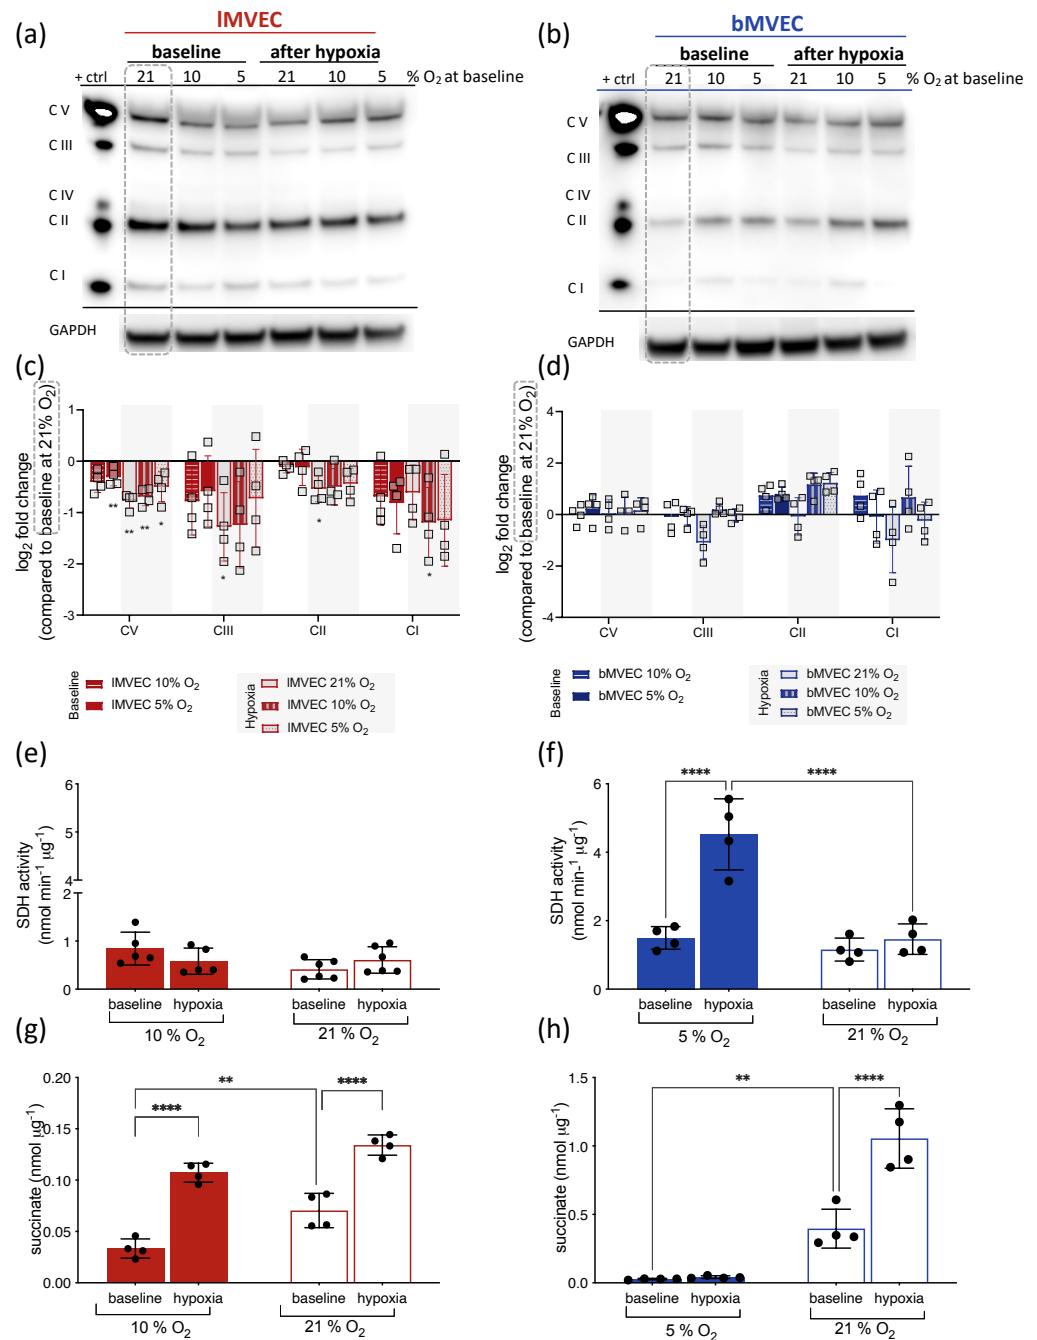 (a)
lMVEC
baseline after hypoxia
+ ctrl 21 10 5 21 10 5 % O2 at baseline
C V
C III
C IV
C II
C I
GAPDH
(b)
bMVEC
baseline after hypoxia
+ ctrl 21 10 5 21 10 5 % O2 at baseline
C V
C III
C IV
C II
C I
GAPDH
(c)
log2 fold change
(compared to baseline at 21% O2)
1
0
-1
-2
-3
** ** ** * * * *
CV CIII CII CI
Baseline
lMVEC 10% O2
lMVEC 5% O2
Hypoxia
lMVEC 21% O2
lMVEC 10% O2
lMVEC 5% O2
(d)
log2 fold change
(compared to baseline at 21% O2)
4
2
0
-2
-4
CV CIII CII CI
Baseline
bMVEC 10% O2
bMVEC 5% O2
Hypoxia
bMVEC 21% O2
bMVEC 10% O2
bMVEC 5% O2
(e)
SDH activity
(nmol min-1 µg-1)
6
5
4
2
1
0
baseline hypoxia baseline hypoxia
10 % O2 21 % O2
(f)
SDH activity
(nmol min-1 µg-1)
6
4
2
0
**** ****
baseline hypoxia baseline hypoxia
5 % O2 21 % O2
(g)
succinate (nmol µg-1)
0.20
0.15
0.10
0.05
0.00
** ****
****
baseline hypoxia baseline hypoxia
10 % O2 21 % O2
(h)
succinate (nmol µg-1)
1.5
1.0
0.5
0.0
** ****
baseline hypoxia baseline hypoxia
5 % O2 21 % O2